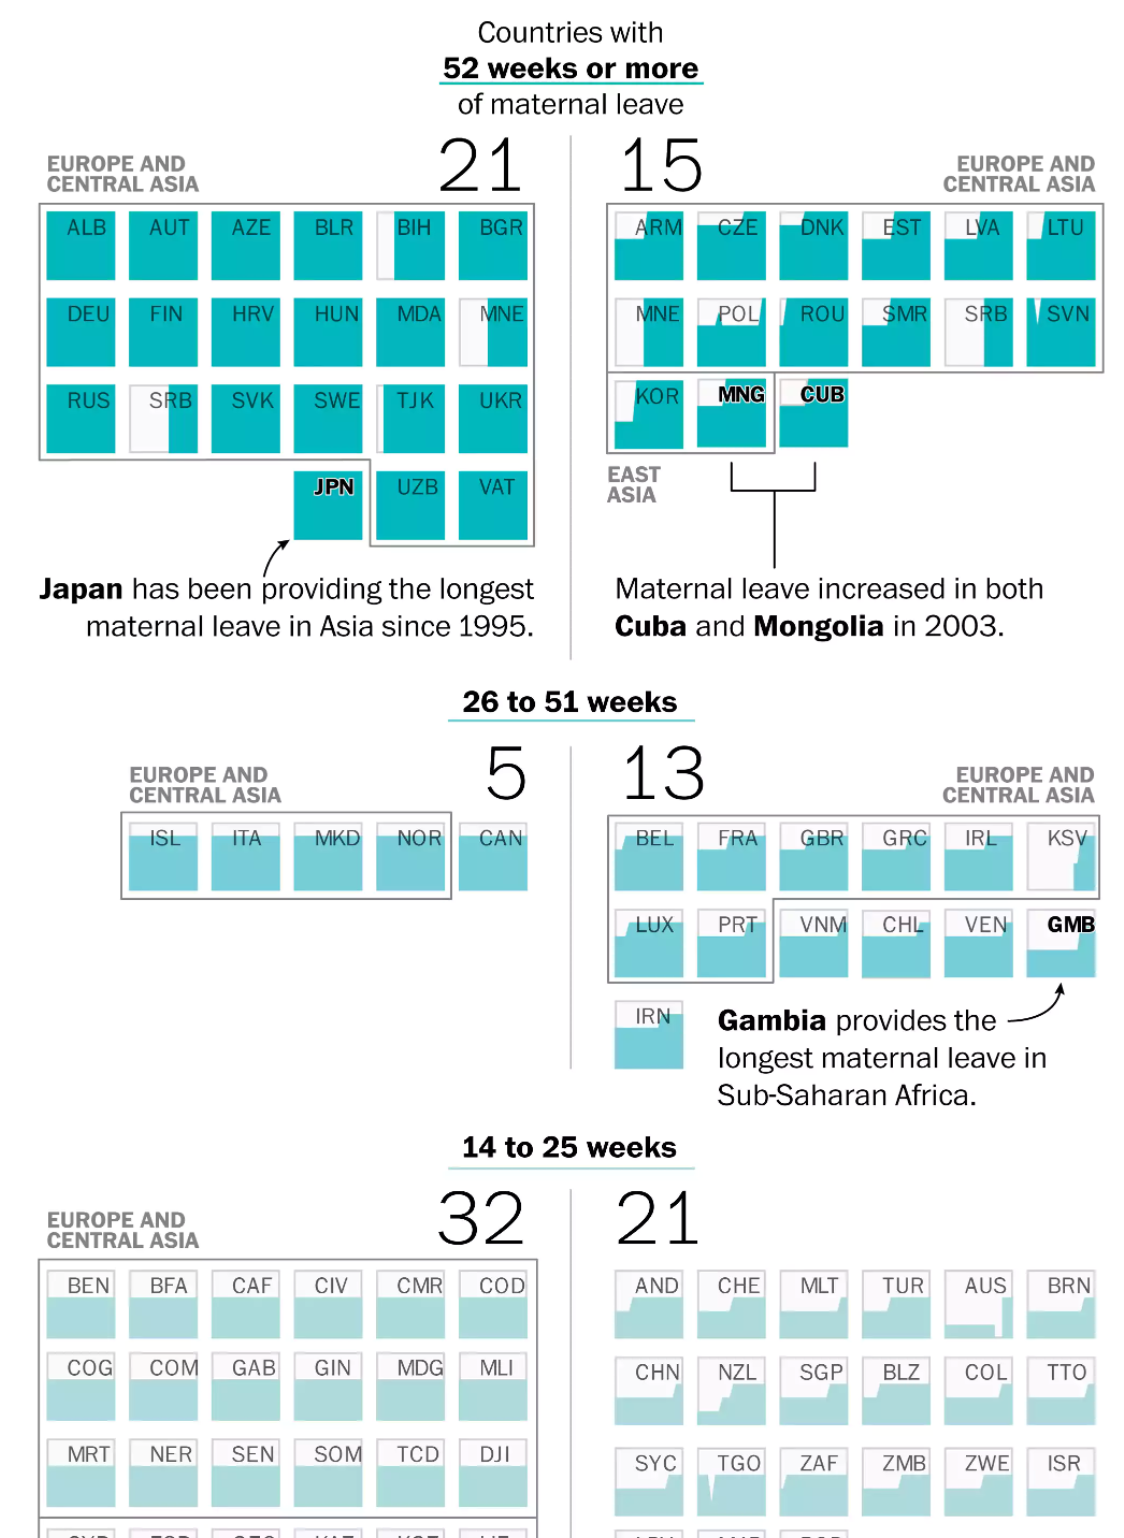 Countries with
52 weeks or more
of maternal leave
EUROPE AND
CENTRAL ASIA
21
15
EUROPE AND
CENTRAL ASIA
ALB AUT AZE BLR BIH BGR
DEU FIN HRV HUN MDA MNE
RUS SRB SVK SWE TJK UKR
JPN UZB VAT
ARM CZE DNK EST LVA LTU
MNE POL ROU SMR SRB SVN
KOR MNG CUB
EAST
ASIA
Japan has been providing the longest
maternal leave in Asia since 1995.
Maternal leave increased in both
Cuba and Mongolia in 2003.
26 to 51 weeks
EUROPE AND
CENTRAL ASIA
5
13
EUROPE AND
CENTRAL ASIA
ISL ITA MKD NOR CAN
BEL FRA GBR GRC IRL KSV
LUX PRT VNM CHL VEN GMB
IRN
Gambia provides the
longest maternal leave in
Sub-Saharan Africa.
14 to 25 weeks
EUROPE AND
CENTRAL ASIA
32
21
BEN BFA CAF CIV CMR COD
COG COM GAB GIN MDG MLI
MRT NER SEN SOM TCD DJI
AND CHE MLT TUR AUS BRN
CHN NZL SGP BLZ COL TTO
SYC TGO ZAF ZMB ZWE ISR